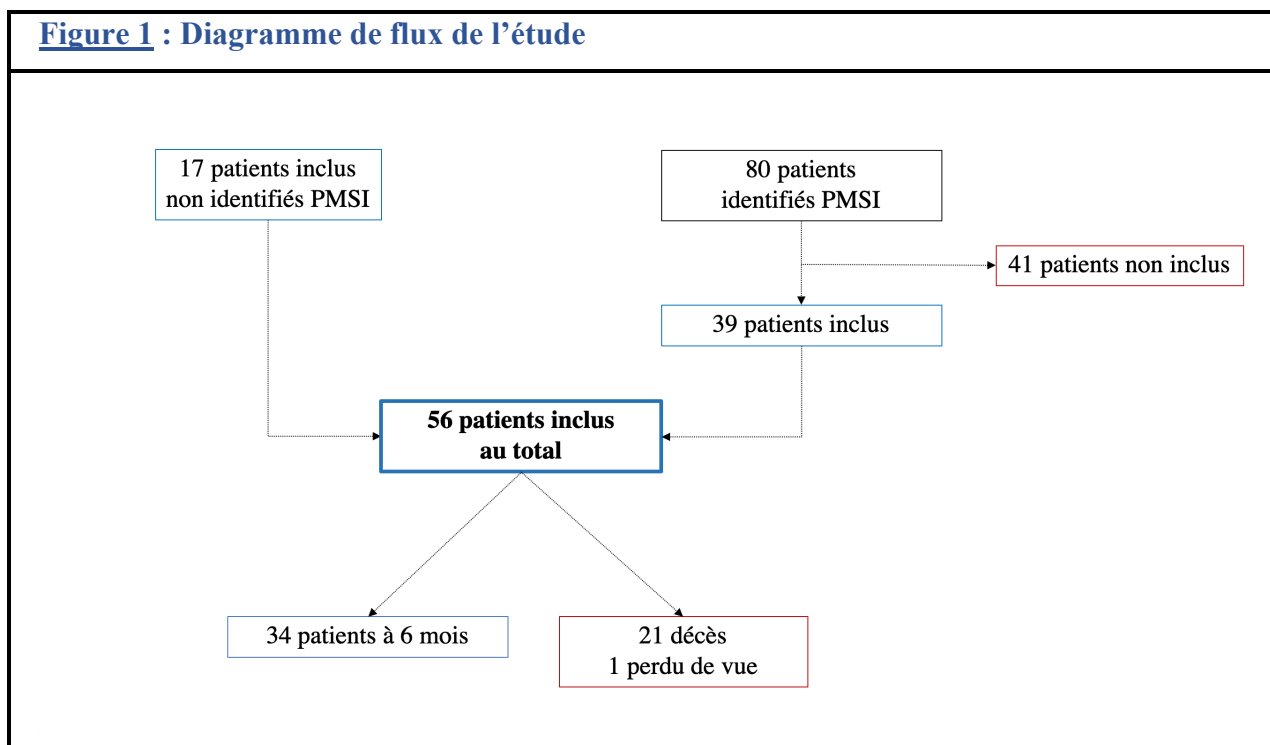 Figure 1 : Diagramme de flux de l’étude
17 patients inclus
non identifiés PMSI
80 patients
identifiés PMSI
41 patients non inclus
39 patients inclus
56 patients inclus
au total
34 patients à 6 mois
21 décès
1 perdu de vue